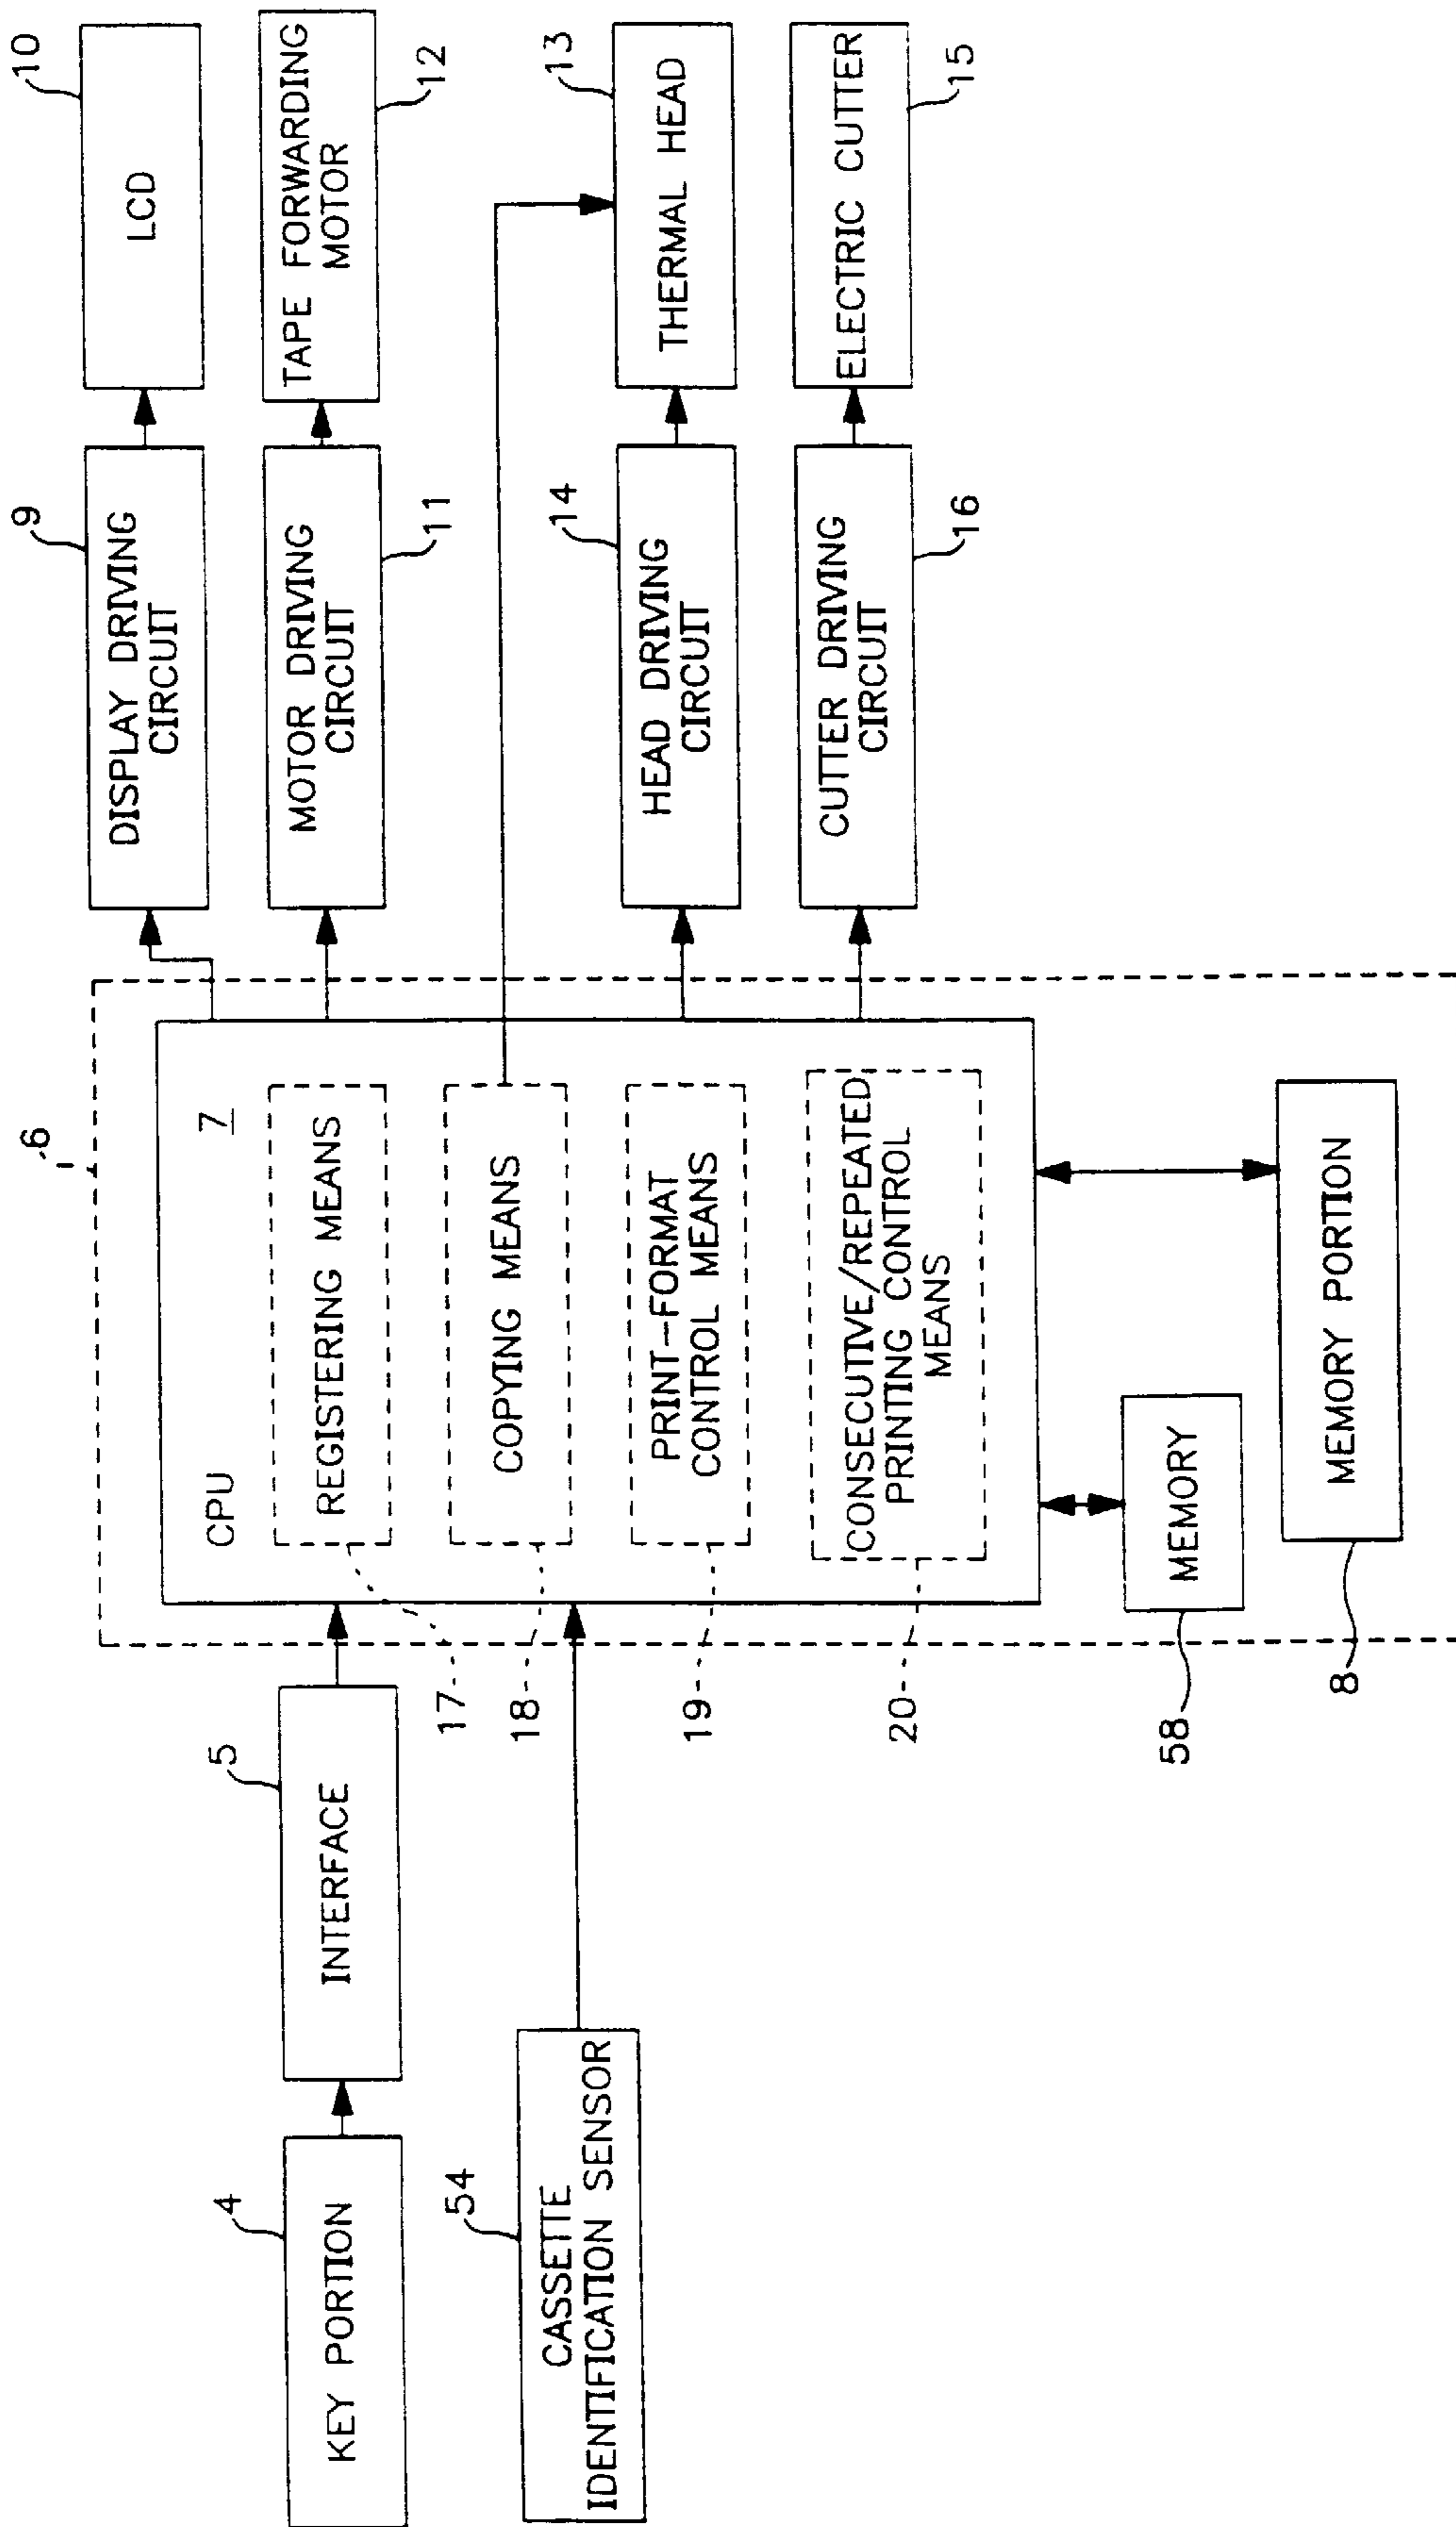 4
KEY PORTION
5
INTERFACE
54
CASSETTE
IDENTIFICATION SENSOR
6
CPU
7
REGISTERING MEANS
17
COPYING MEANS
18
PRINT-FORMAT
CONTROL MEANS
19
CONSECUTIVE/REPEATED
PRINTING CONTROL
MEANS
20
MEMORY
58
MEMORY PORTION
8
9
DISPLAY DRIVING
CIRCUIT
10
LCD
MOTOR DRIVING
CIRCUIT
11
TAPE FORWARDING
MOTOR
12
14
HEAD DRIVING
CIRCUIT
13
THERMAL HEAD
CUTTER DRIVING
CIRCUIT
16
ELECTRIC CUTTER
15